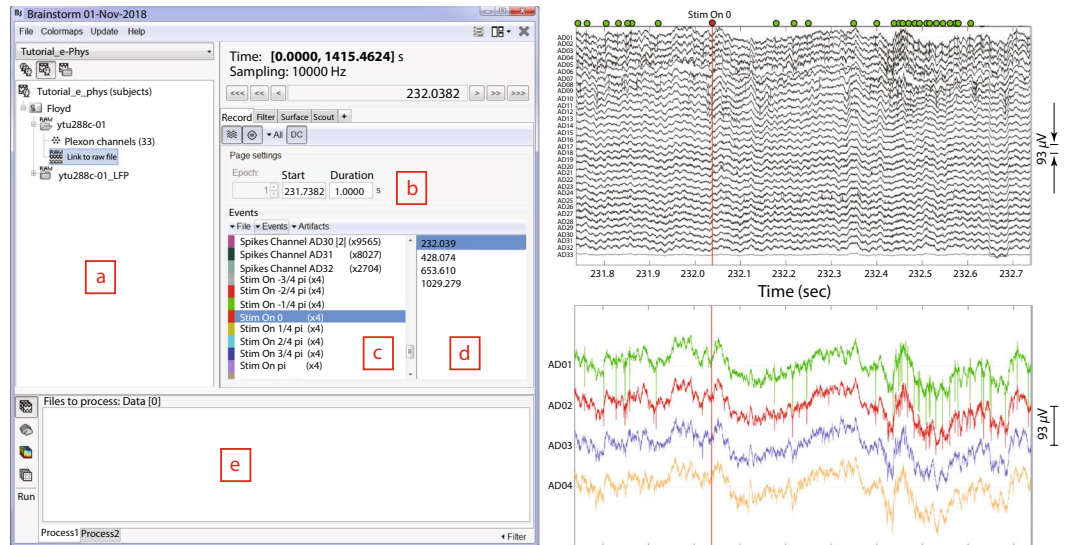 Brainstorm 01-Nov-2018
File Colormaps Update Help
Tutorial_e-Phys
Tutorial_e_phys (subjects)
Floyd
RAW
ytu288c-01
Plexon channels (33)
RAW
Link to raw file
RAW
ytu288c-01_LFP
a
Time: [0.0000, 1415.4624] s
Sampling: 10000 Hz
<<< << < 232.0382 > >> >>>
Record Filter Surface Scout +
All DC
Page settings
Epoch: Start Duration
1 231.7382 1.0000 s
b
Events
File Events Artifacts
Spikes Channel AD30 |2| (x9565)
Spikes Channel AD31 (x8027)
Spikes Channel AD32 (x2704)
Stim On -3/4 pi (x4)
Stim On -2/4 pi (x4)
Stim On -1/4 pi (x4)
Stim On 0 (x4)
Stim On 1/4 pi (x4)
Stim On 2/4 pi (x4)
Stim On 3/4 pi (x4)
Stim On pi (x4)
c
232.039
428.074
653.610
1029.279
d
Files to process: Data [0]
e
Run
Process1 Process2
Filter
Stim On 0
AD01
AD02
AD03
AD04
AD05
AD06
AD07
AD08
AD09
AD10
AD11
AD12
AD13
AD14
AD15
AD16
AD17
AD18
AD19
AD20
AD21
AD22
AD23
AD24
AD25
AD26
AD27
AD28
AD29
AD30
AD31
AD32
AD33
93 µV
231.8 231.9 232.0 232.1 232.2 232.3 232.4 232.5 232.6 232.7
Time (sec)
AD01
AD02
AD03
AD04
93 µV